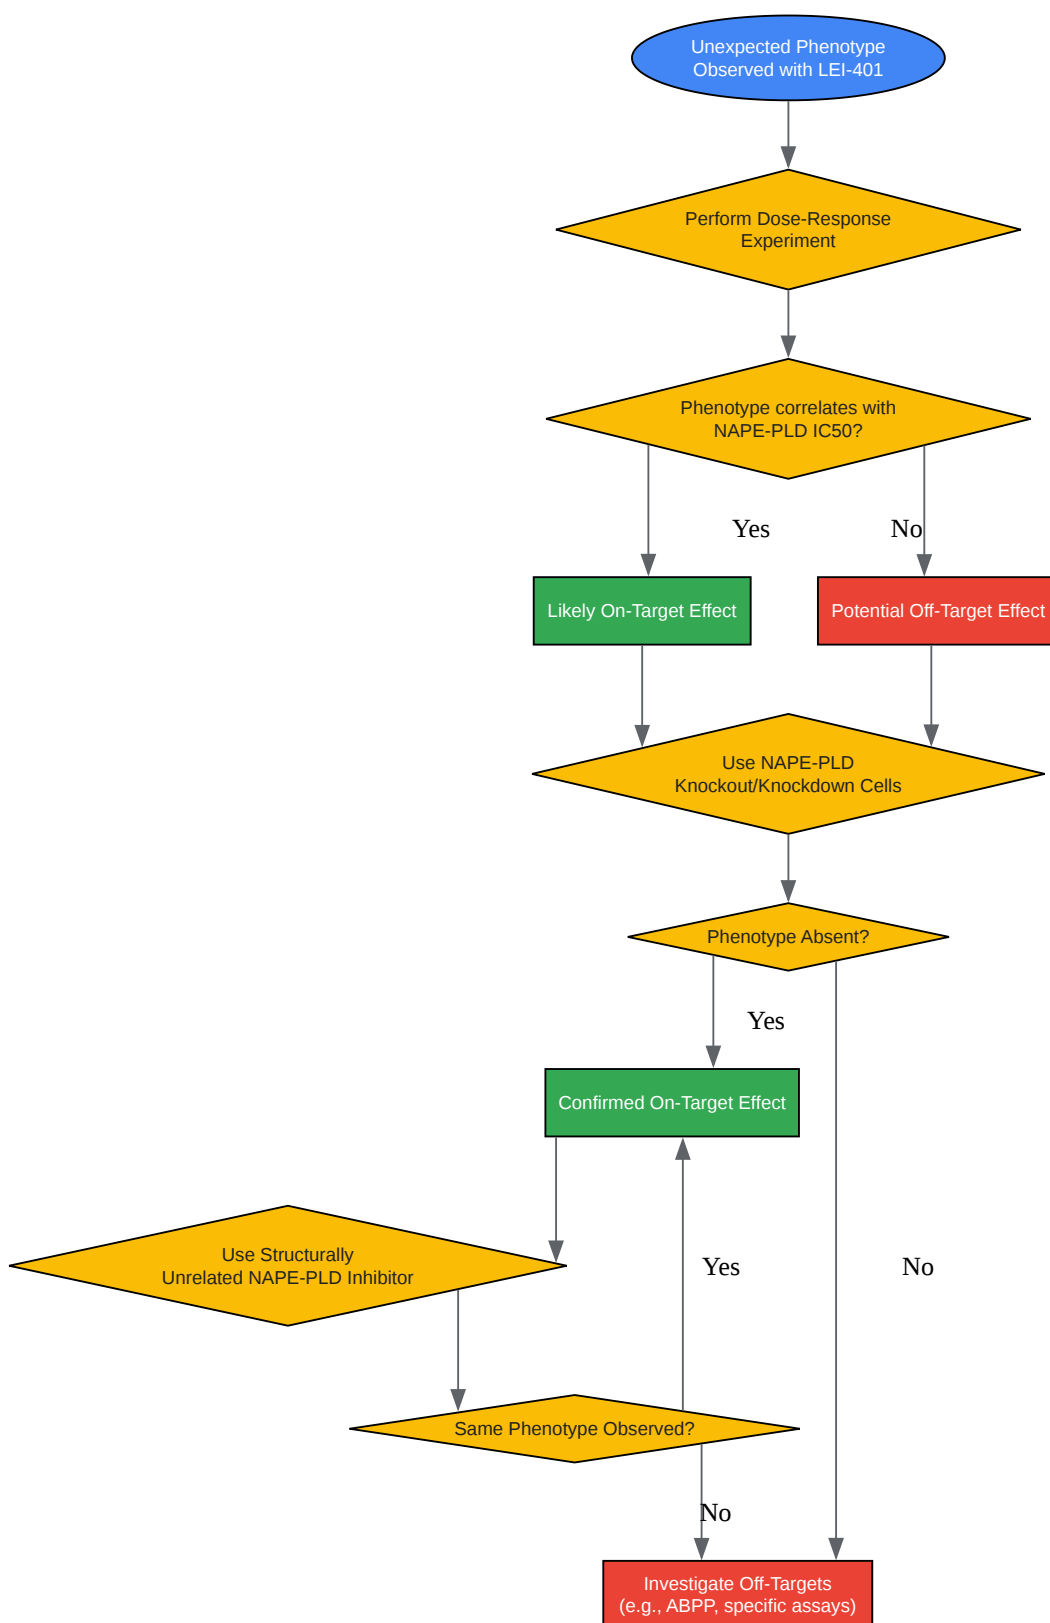 Unexpected Phenotype
Observed with LEI-401
Perform Dose-Response
Experiment
Phenotype correlates with
NAPE-PLD IC50?
Yes
No
Likely On-Target Effect
Potential Off-Target Effect
Use NAPE-PLD
Knockout/Knockdown Cells
Phenotype Absent?
Yes
Confirmed On-Target Effect
Use Structurally
Unrelated NAPE-PLD Inhibitor
Yes
No
Same Phenotype Observed?
No
Investigate Off-Targets
(e.g., ABPP, specific assays)